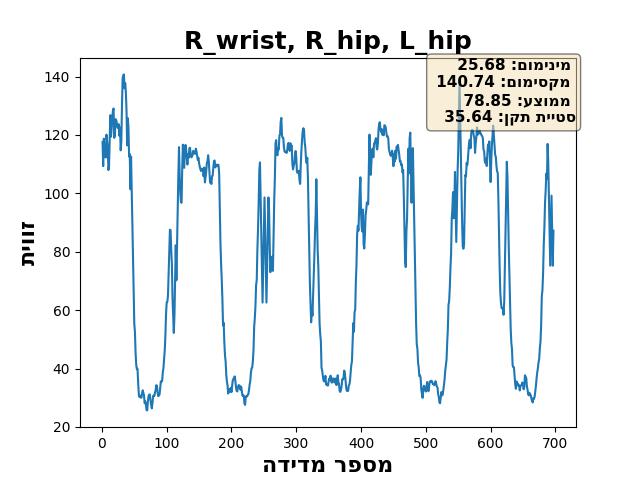 R_wrist, R_hip, L_hip
מינימום: 25.68
מקסימום: 140.74
ממוצע: 78.85
סטיית תקן: 35.64
זווית
140
120
100
80
60
40
20
0 100 200 300 400 500 600 700
מספר מדידה